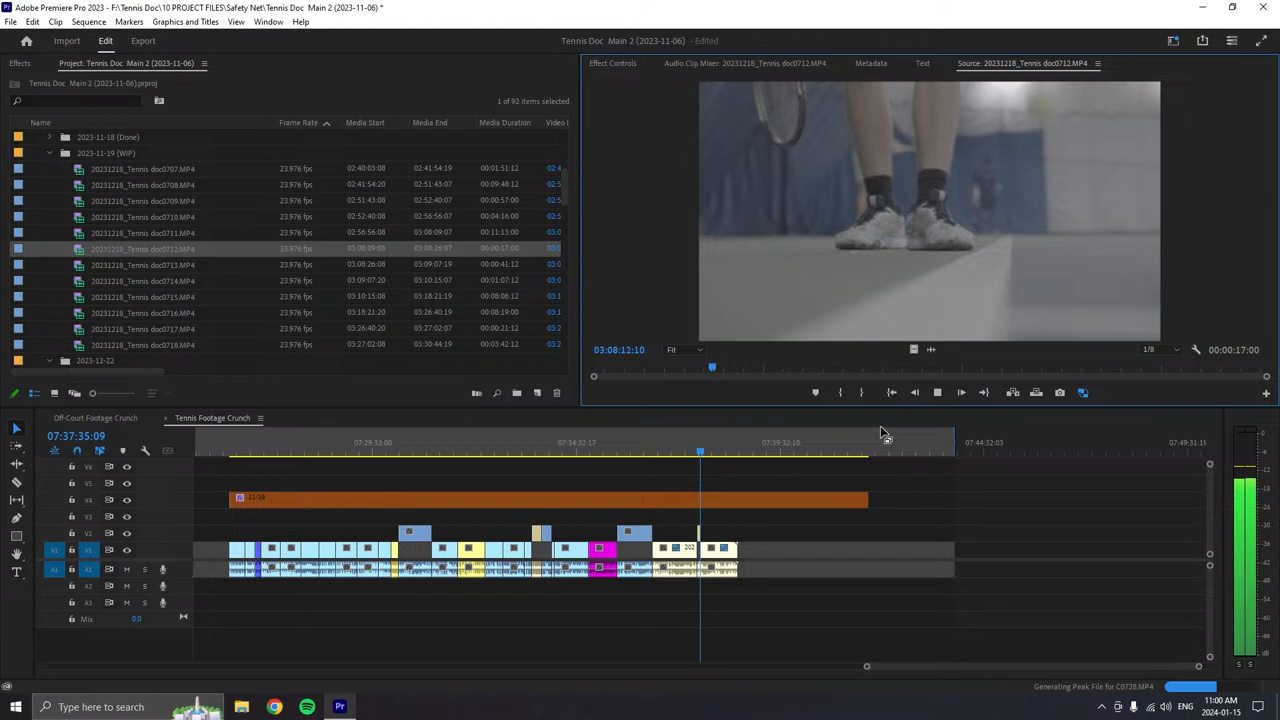 Adobe Premiere Pro 2023 - F:\Tennis Doc\10 PROJECT FILES\Safety Net\Tennis Doc Main 2 (2023-11-06) *
File Edit Clip Sequence Markers Graphics and Titles View Window Help
Import Edit Export Tennis Doc Main 2 (2023-11-06) - Edited
Effects Project: Tennis Doc Main 2 (2023-11-06) Effect Controls Audio Clip Mixer: 20231218_Tennis doc0712.MP4 Metadata Text Source: 20231218_Tennis doc0712.MP4
Tennis Doc Main 2 (2023-11-06).prproj
1 of 92 items selected
Name Frame Rate Media Start Media End Media Duration Video I
2023-11-18 (Done)
2023-11-19 (WIP)
20231218_Tennis doc0707.MP4 23.976 fps 02:40:03:08 02:41:54:19 00:01:51:12 02:4
20231218_Tennis doc0708.MP4 23.976 fps 02:41:54:20 02:51:43:07 00:09:48:12 02:5
20231218_Tennis doc0709.MP4 23.976 fps 02:51:43:08 02:52:40:07 00:00:57:00 02:5
20231218_Tennis doc0710.MP4 23.976 fps 02:52:40:08 02:56:56:07 00:04:16:00 02:5
20231218_Tennis doc0711.MP4 23.976 fps 02:56:56:08 03:08:09:07 00:11:13:00 03:0
20231218_Tennis doc0712.MP4 23.976 fps 03:08:09:08 03:08:26:07 00:00:17:00 03:0
20231218_Tennis doc0713.MP4 23.976 fps 03:08:26:08 03:09:07:19 00:00:41:12 03:0
20231218_Tennis doc0714.MP4 23.976 fps 03:09:07:20 03:10:15:07 00:01:07:12 03:1
20231218_Tennis doc0715.MP4 23.976 fps 03:10:15:08 03:18:21:19 00:08:06:12 03:1
20231218_Tennis doc0716.MP4 23.976 fps 03:18:21:20 03:26:40:19 00:08:19:00 03:2
20231218_Tennis doc0717.MP4 23.976 fps 03:26:40:20 03:27:02:07 00:00:21:12 03:2
20231218_Tennis doc0718.MP4 23.976 fps 03:27:02:08 03:30:44:19 00:03:42:12 03:2
2023-12-22
03:08:12:10 Fit 1/8 00:00:17:00
Off-Court Footage Crunch × Tennis Footage Crunch
07:37:35:09
07:29:33:00 07:34:32:17 07:39:32:10 07:44:32:03 07:49:31:19
V6
V5
V4 11/19
V3
V2
V1 V1 202
A1 A1 M S
A2 M S
A3 M S
Mix 0.0
0
dB
S S
Generating Peak File for C0728.MP4
Type here to search
ENG
11:00 AM
2024-01-15